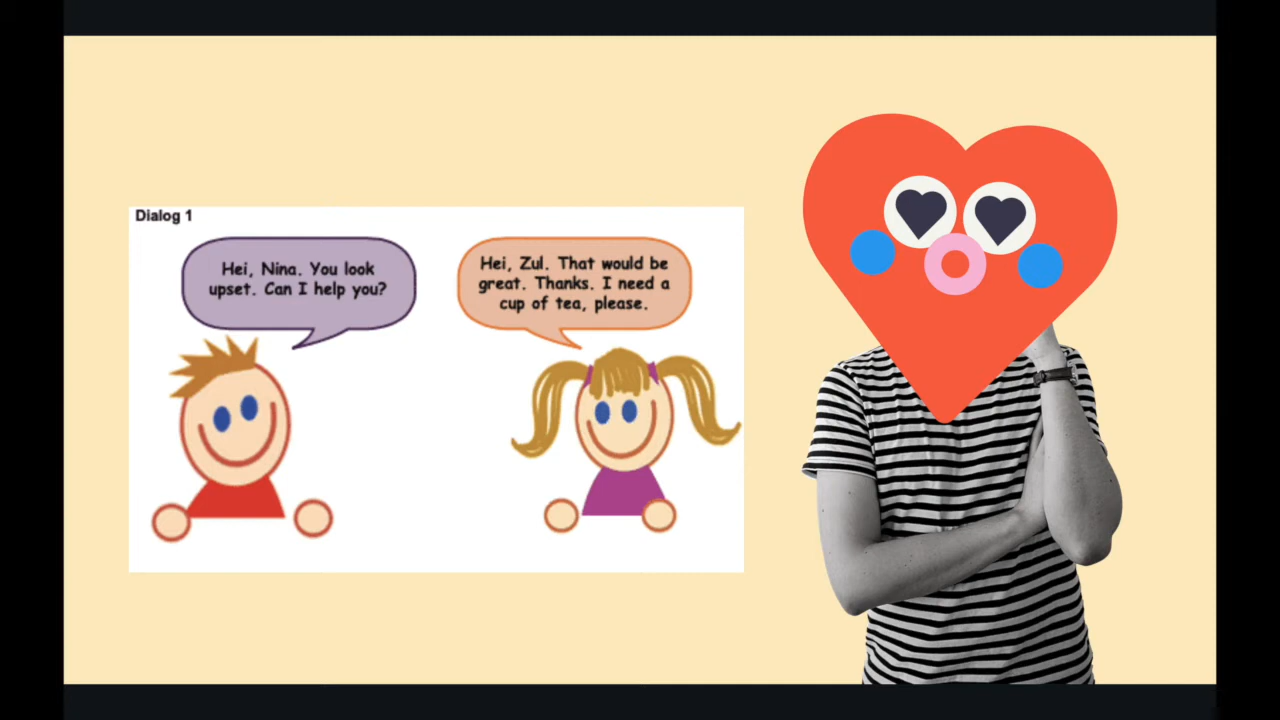 Dialog 1
Hei, Nina. You look
upset. Can I help you?
Hei, Zul. That would be
great. Thanks. I need a
cup of tea, please.